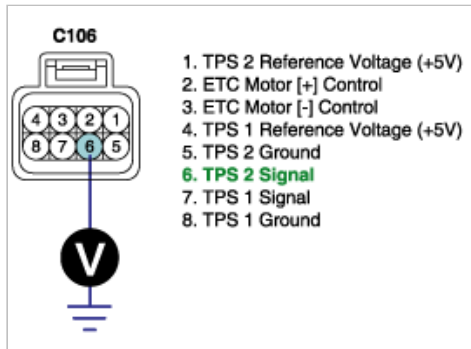 C106
4 3 2 1
8 7 6 5
V
1. TPS 2 Reference Voltage (+5V)
2. ETC Motor [+] Control
3. ETC Motor [-] Control
4. TPS 1 Reference Voltage (+5V)
5. TPS 2 Ground
6. TPS 2 Signal
7. TPS 1 Signal
8. TPS 1 Ground